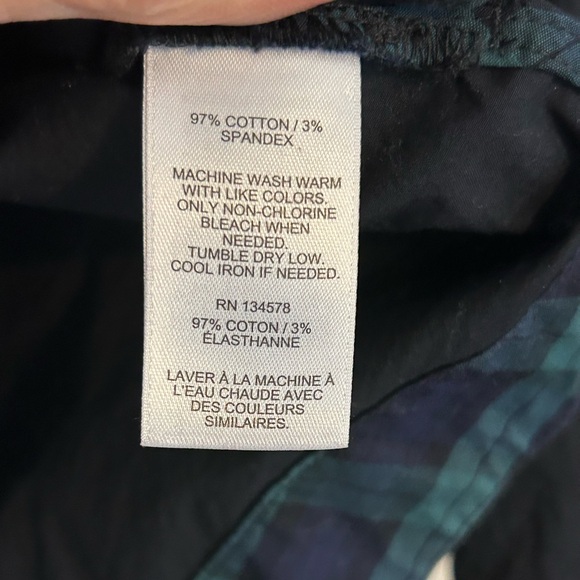 97% COTTON / 3%
SPANDEX
MACHINE WASH WARM
WITH LIKE COLORS.
ONLY NON-CHLORINE
BLEACH WHEN
NEEDED.
TUMBLE DRY LOW.
COOL IRON IF NEEDED.
RN 134578
97% COTON / 3%
ÉLASTHANNE
LAVER À LA MACHINE À
L'EAU CHAUDE AVEC
DES COULEURS
SIMILAIRES.